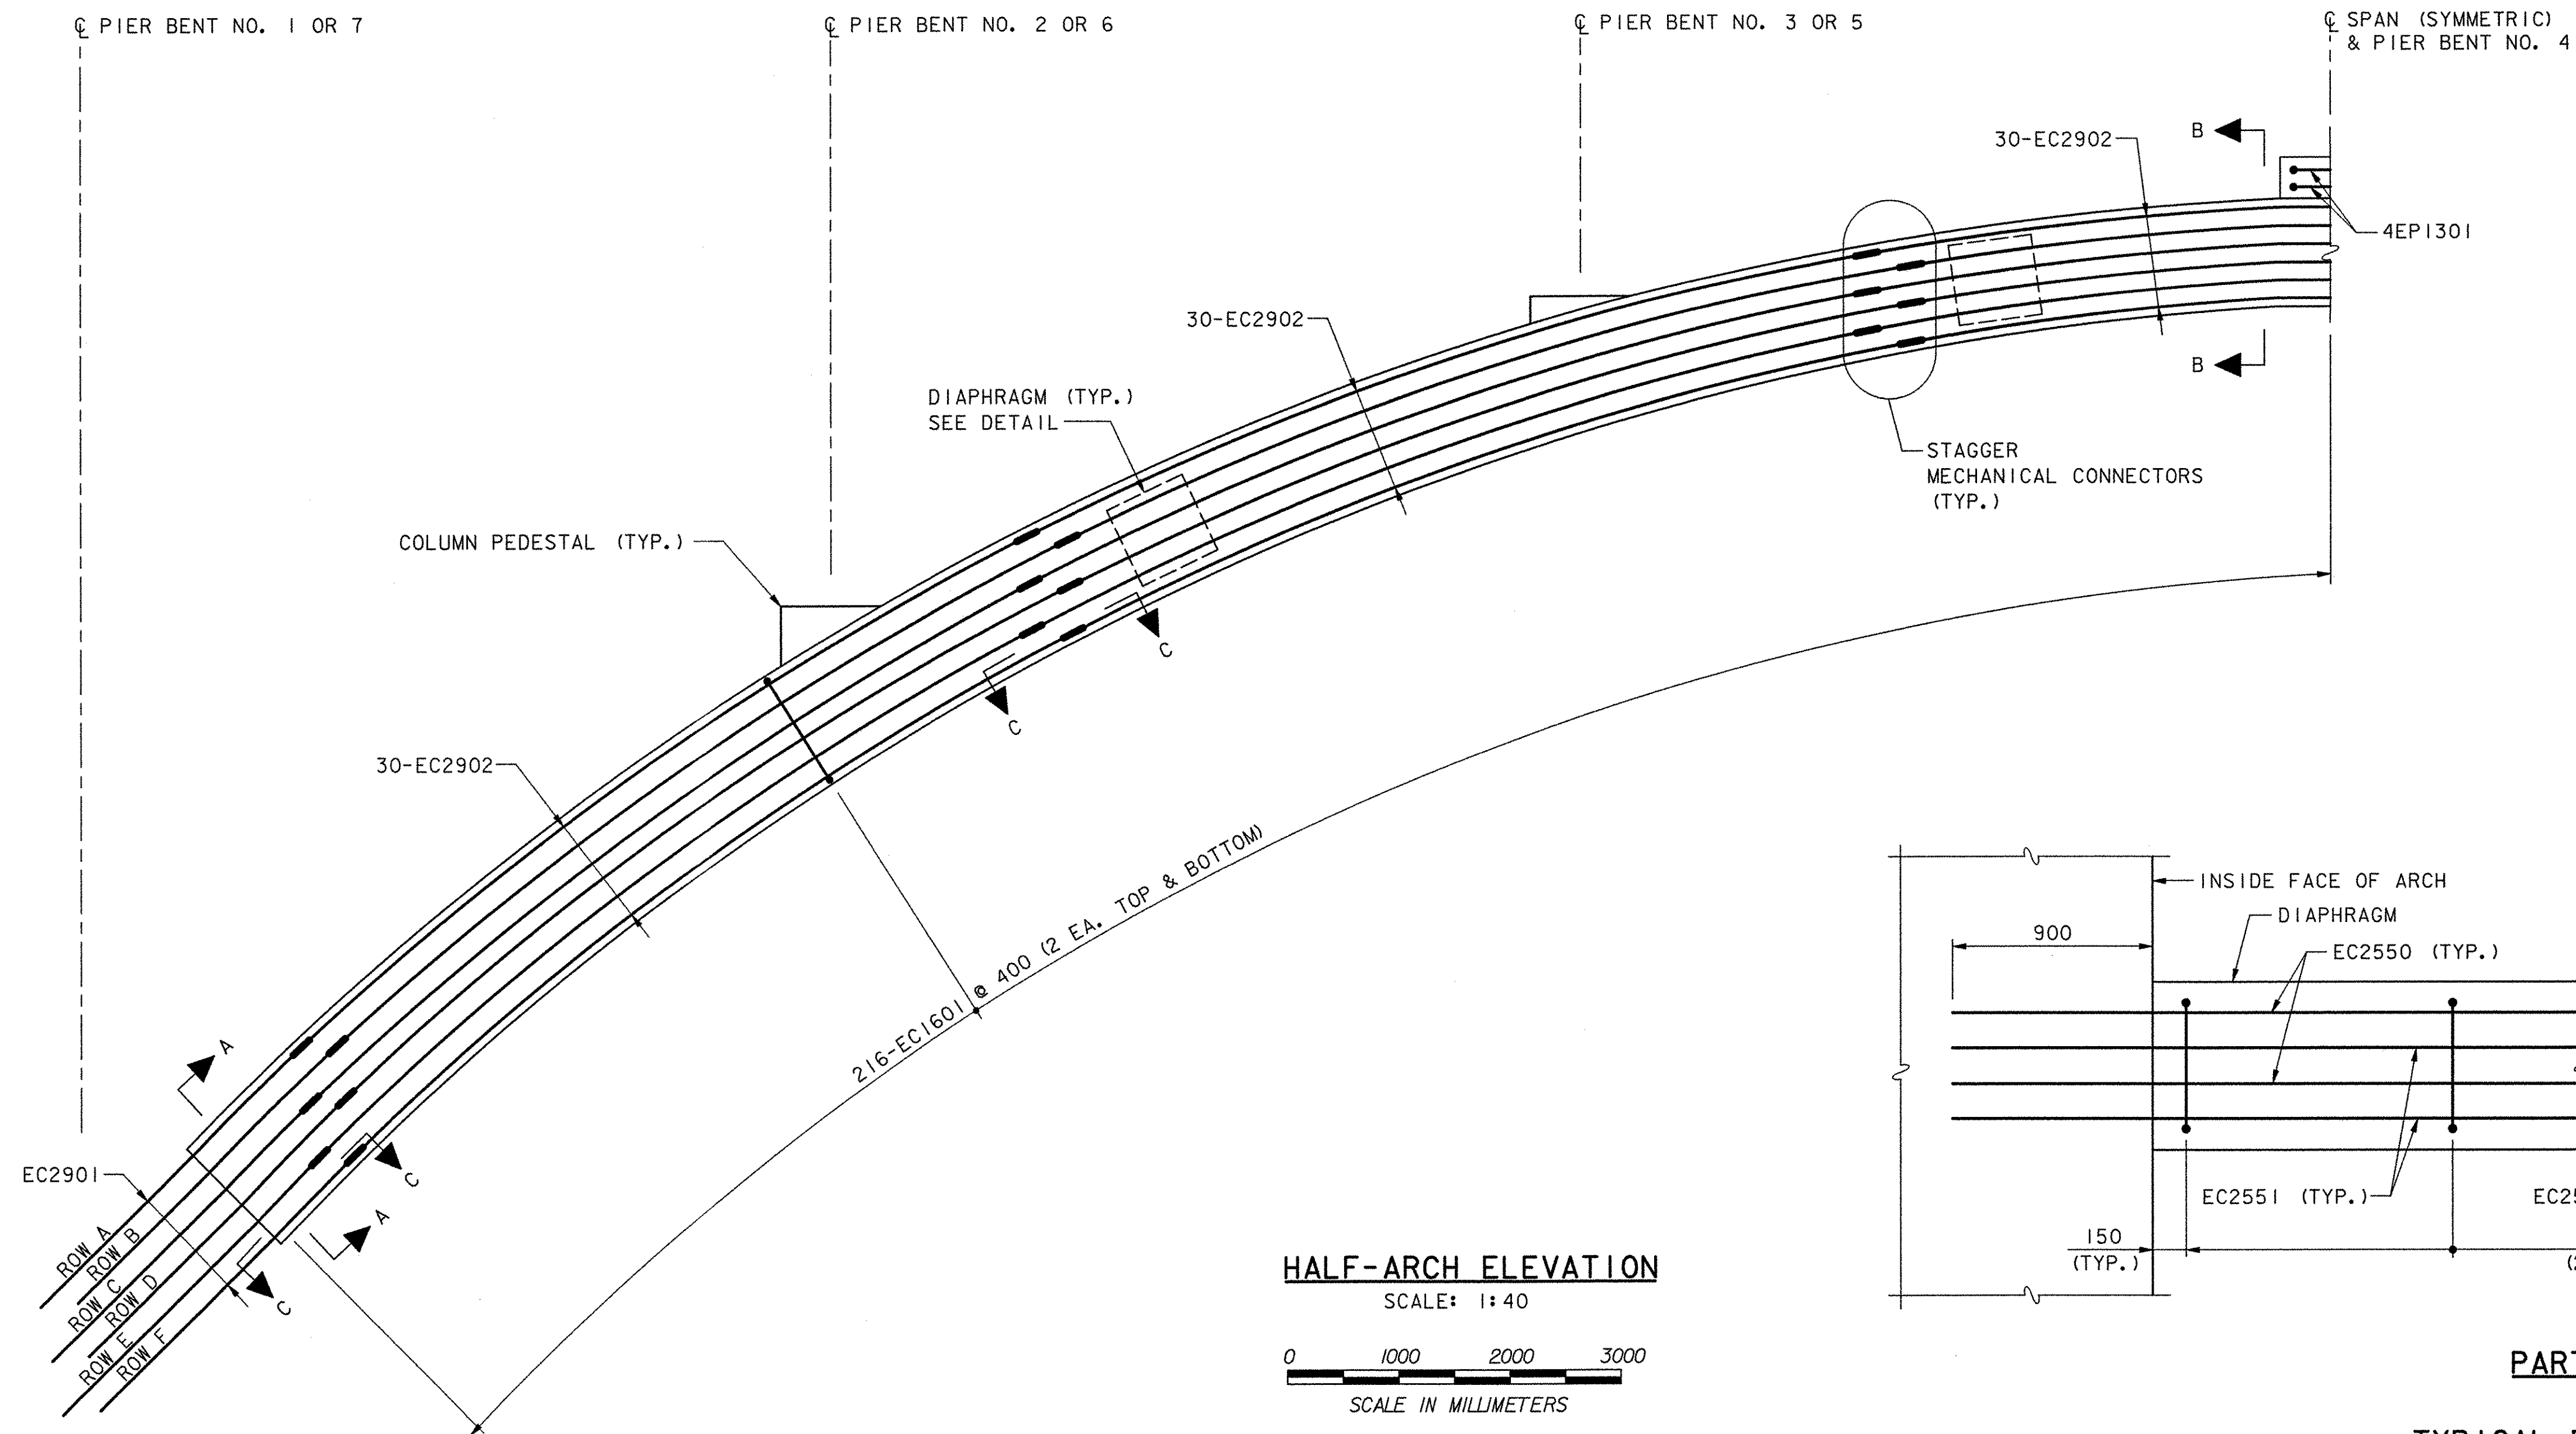 ℄ PIER BENT NO. 1 OR 7
℄ PIER BENT NO. 2 OR 6
℄ PIER BENT NO. 3 OR 5
℄ SPAN (SYMMETRIC)
& PIER BENT NO. 4
B
30-EC2902
4EP1301
B
30-EC2902
DIAPHRAGM (TYP.)
SEE DETAIL
STAGGER
MECHANICAL CONNECTORS
(TYP.)
COLUMN PEDESTAL (TYP.)
C
C
30-EC2902
216-EC1601 @ 400 (2 EA. TOP & BOTTOM)
A
C
A
C
EC2901
ROW A
ROW B
ROW C
ROW D
ROW E
ROW F
HALF-ARCH ELEVATION
SCALE: 1:40
0 1000 2000 3000
SCALE IN MILLIMETERS
INSIDE FACE OF ARCH
DIAPHRAGM
900
EC2550 (TYP.)
EC2551 (TYP.)
150
(TYP.)